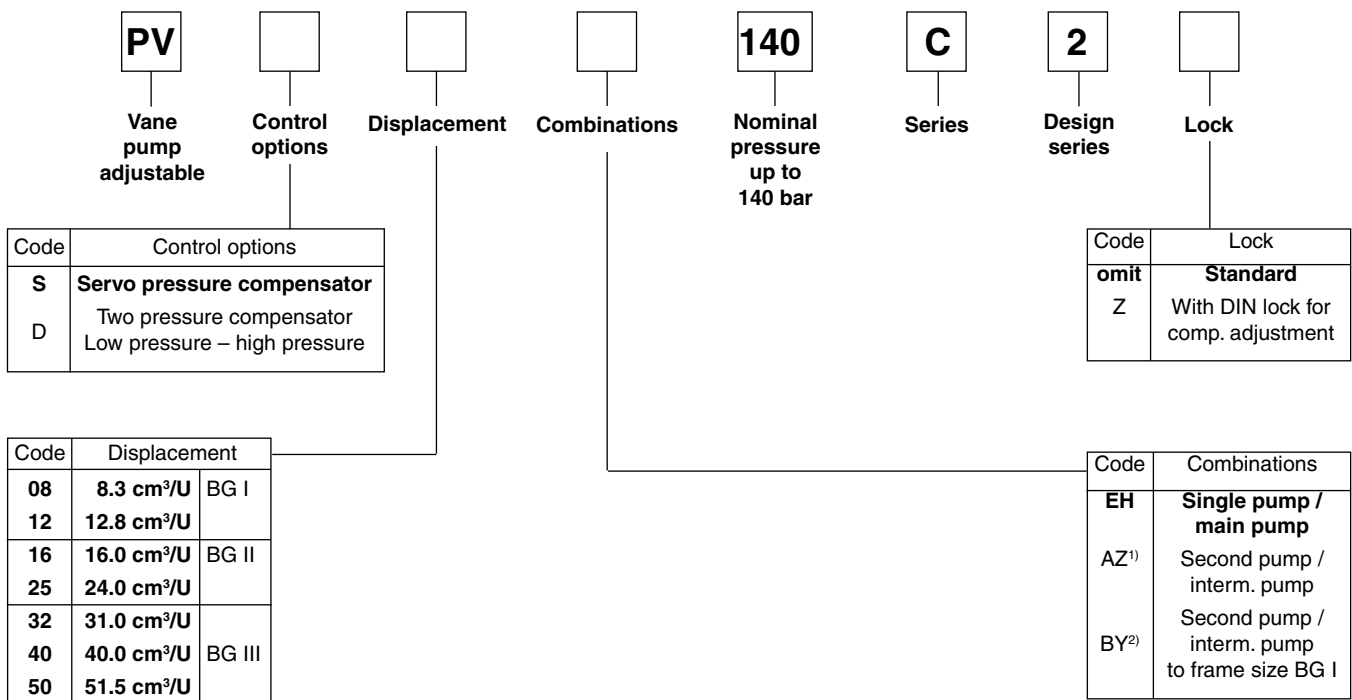 PV 140 C 2
Vane
pump
adjustable
Control
options
Displacement
Combinations
Nominal
pressure
up to
140 bar
Series
Design
series
Lock
Code Control options
S Servo pressure compensator
D Two pressure compensator
Low pressure – high pressure
Code Lock
omit Standard
Z With DIN lock for
comp. adjustment
Code Displacement
08 8.3 cm³/U BG I
12 12.8 cm³/U
16 16.0 cm³/U BG II
25 24.0 cm³/U
32 31.0 cm³/U
40 40.0 cm³/U BG III
50 51.5 cm³/U
Code Combinations
EH Single pump /
main pump
AZ¹⁾ Second pump /
interm. pump
BY²⁾ Second pump /
interm. pump
to frame size BG I